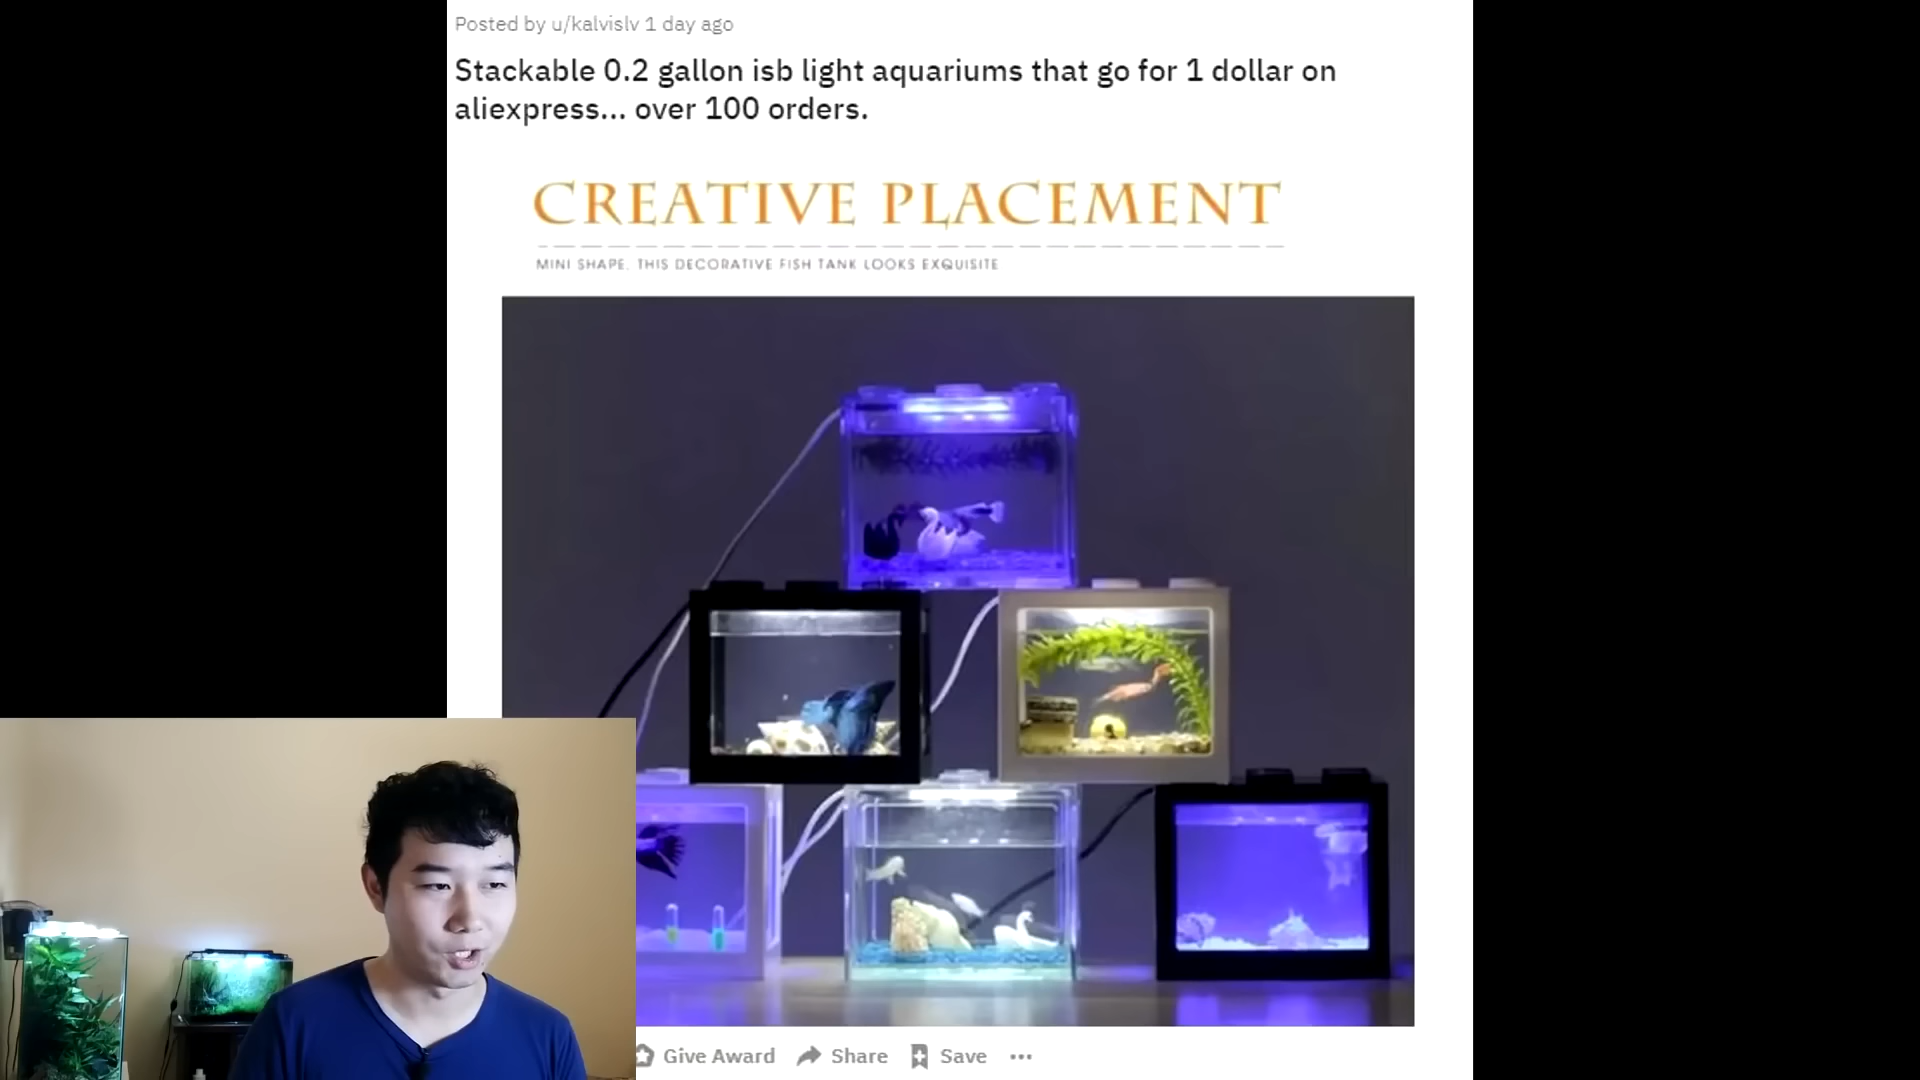 Posted by u/kalvislv 1 day ago
Stackable 0.2 gallon isb light aquariums that go for 1 dollar on
aliexpress... over 100 orders.
CREATIVE PLACEMENT
MINI SHAPE. THIS DECORATIVE FISH TANK LOOKS EXQUISITE
Give Award Share Save